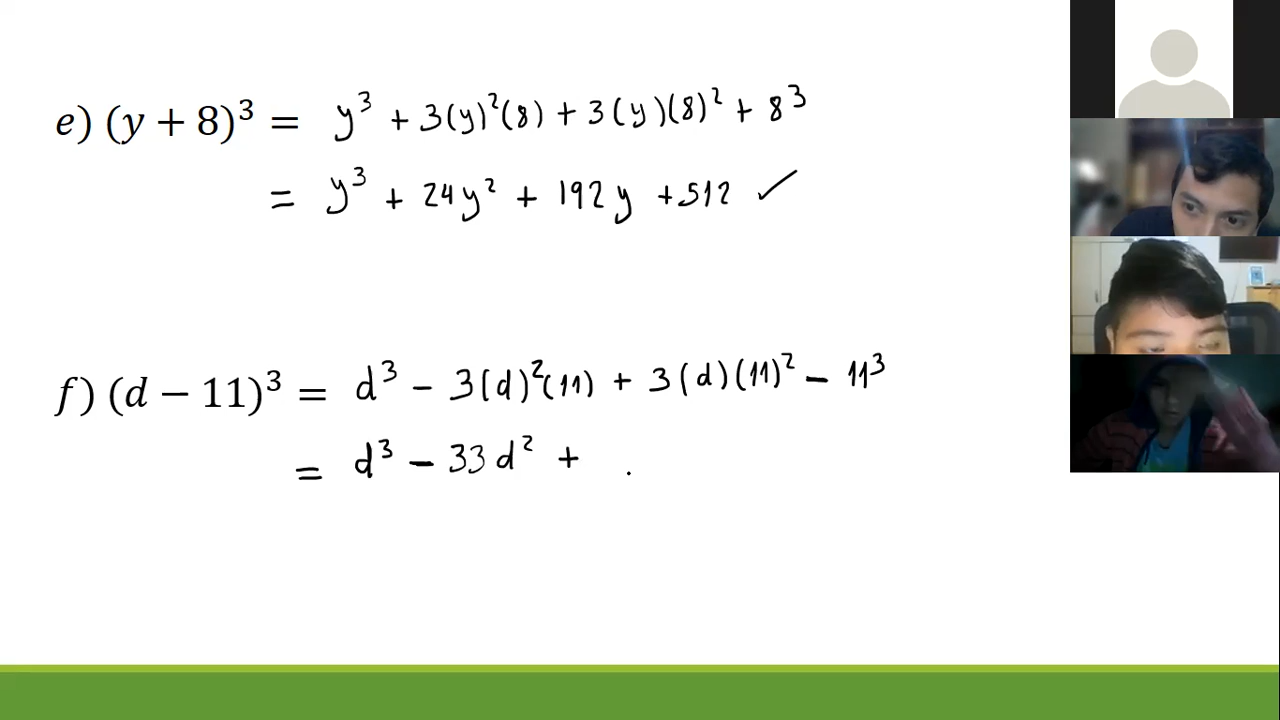 e) (y + 8)³ = y³ + 3(y)²(8) + 3(y)(8)² + 8³
= y³ + 24y² + 192y + 512 ✓
f) (d − 11)³ = d³ − 3(d)²(11) + 3(d)(11)² − 11³
= d³ − 33d² +